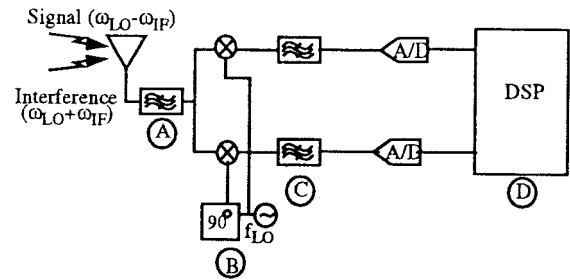 Signal (ωLO-ωIF)
A/D
DSP
Interference
(ωLO+ωIF)
A
A/D
C
D
90°
fLO
B